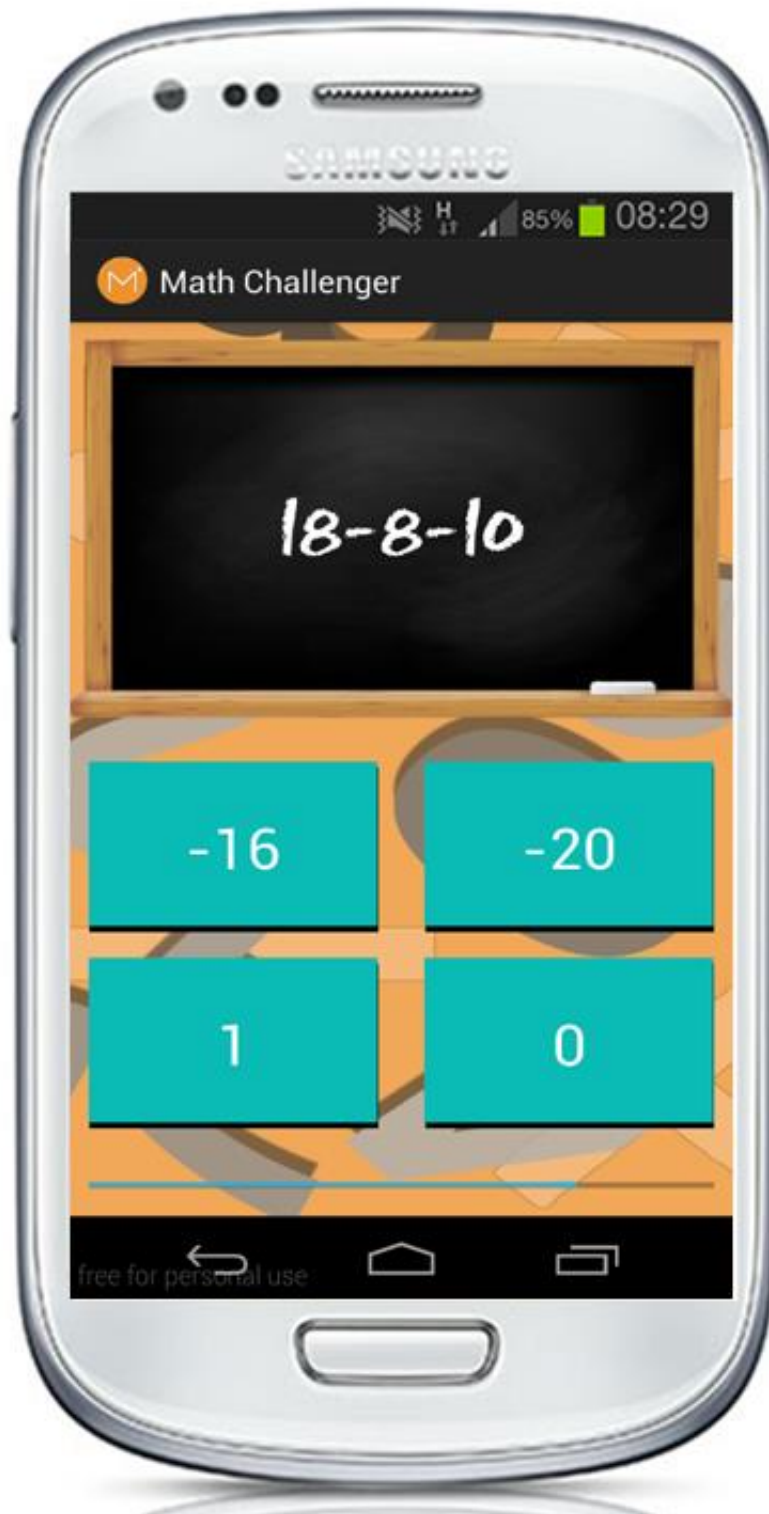 SAMSUNG
H 85% 08:29
Math Challenger
18-8-10
-16 -20
1 0
free for personal use